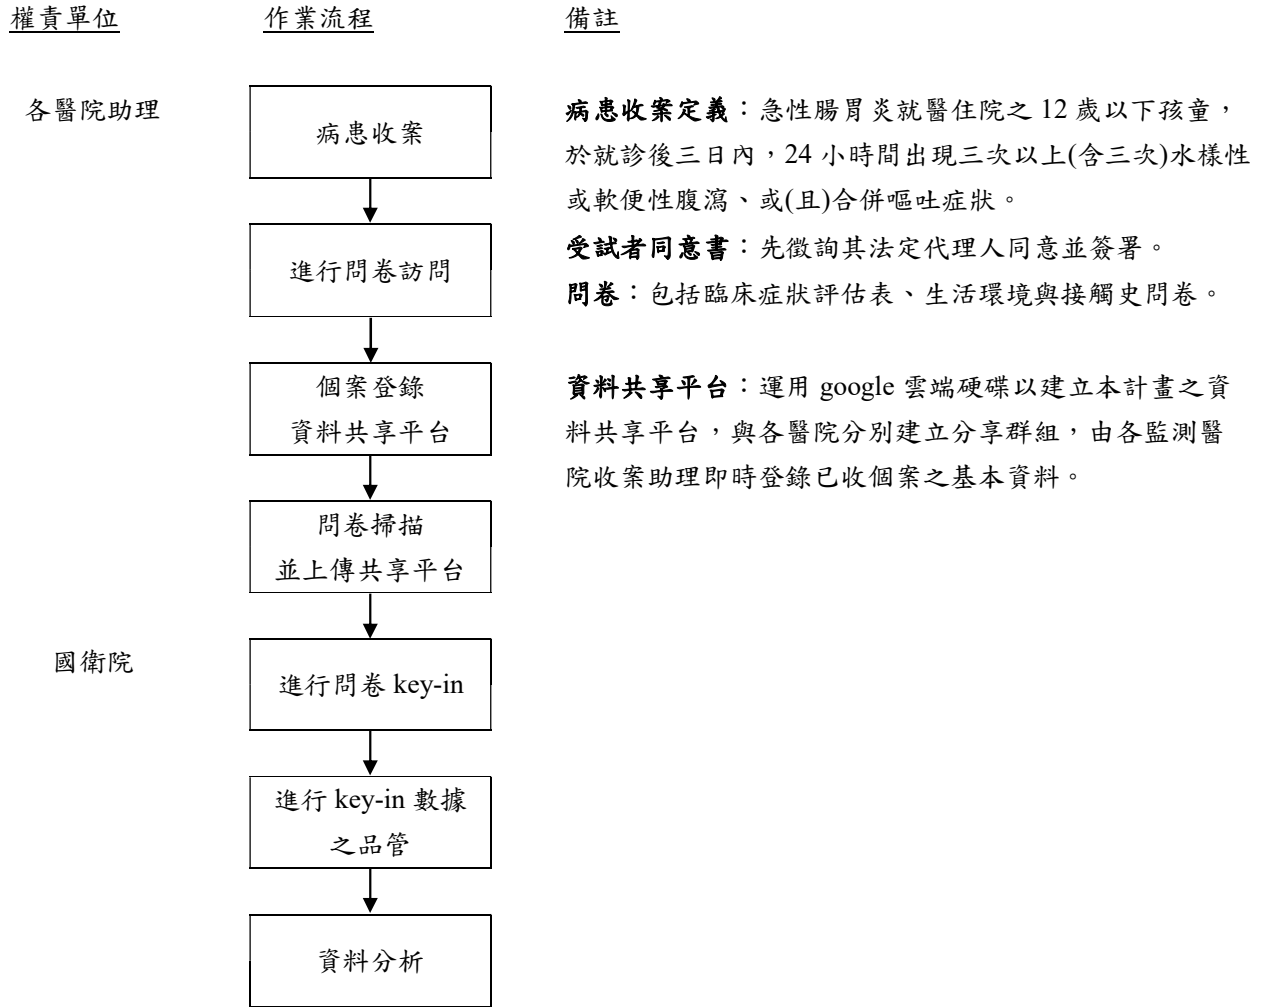 權責單位 作業流程 備註
各醫院助理
病患收案
病患收案定義：急性腸胃炎就醫住院之 12 歲以下孩童，
於就診後三日內，24 小時間出現三次以上(含三次)水樣性
或軟便性腹瀉、或(且)合併嘔吐症狀。
進行問卷訪問
受試者同意書：先徵詢其法定代理人同意並簽署。
問卷：包括臨床症狀評估表、生活環境與接觸史問卷。
個案登錄
資料共享平台
資料共享平台：運用 google 雲端硬碟以建立本計畫之資
料共享平台，與各醫院分別建立分享群組，由各監測醫
院收案助理即時登錄已收個案之基本資料。
問卷掃描
並上傳共享平台
國衛院
進行問卷 key-in
進行 key-in 數據
之品管
資料分析